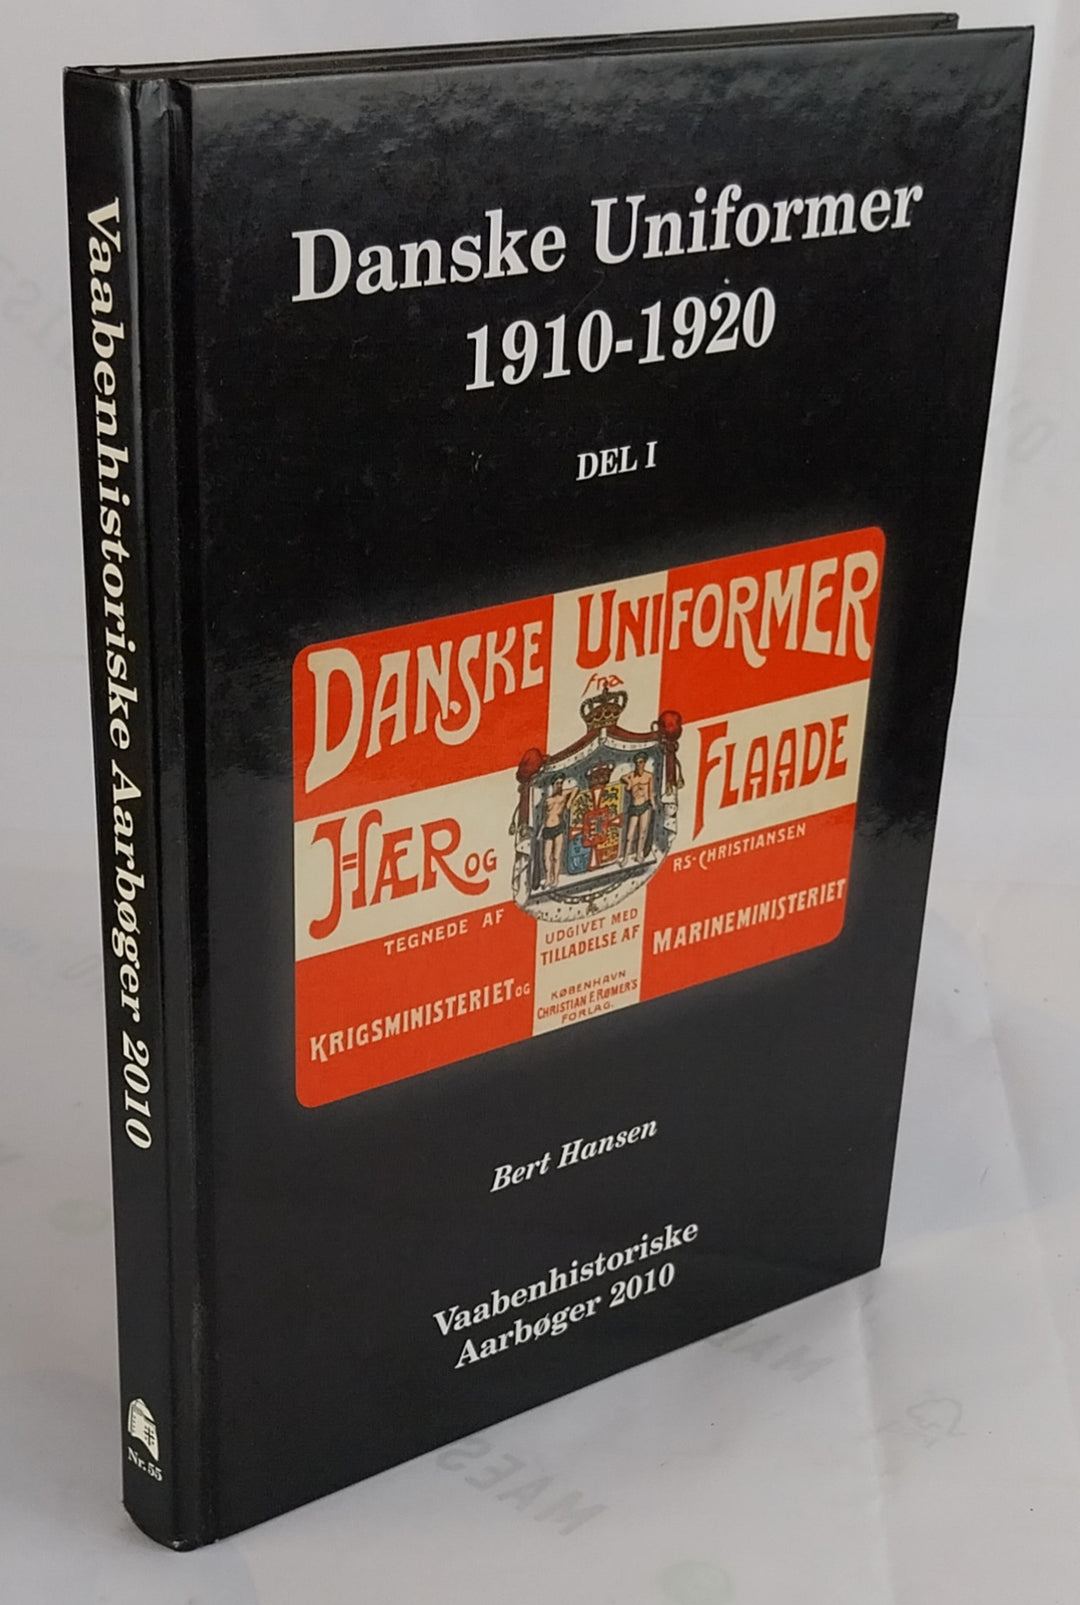 Danske Uniformer
1910-1920
DEL I
DANSKE UNIFORMER
fra
HÆR OG FLAADE
TEGNEDE AF RS-CHRISTIANSEN
UDGIVET MED
TILLADELSE AF
KRIGSMINISTERIET OG MARINEMINISTERIET
KØBENHAVN
CHRISTIAN F. RØMER'S
FORLAG.
Bert Hansen
Vaabenhistoriske
Aarbøger 2010
Vaabenhistoriske Aarbøger 2010
Nr. 55
MAES